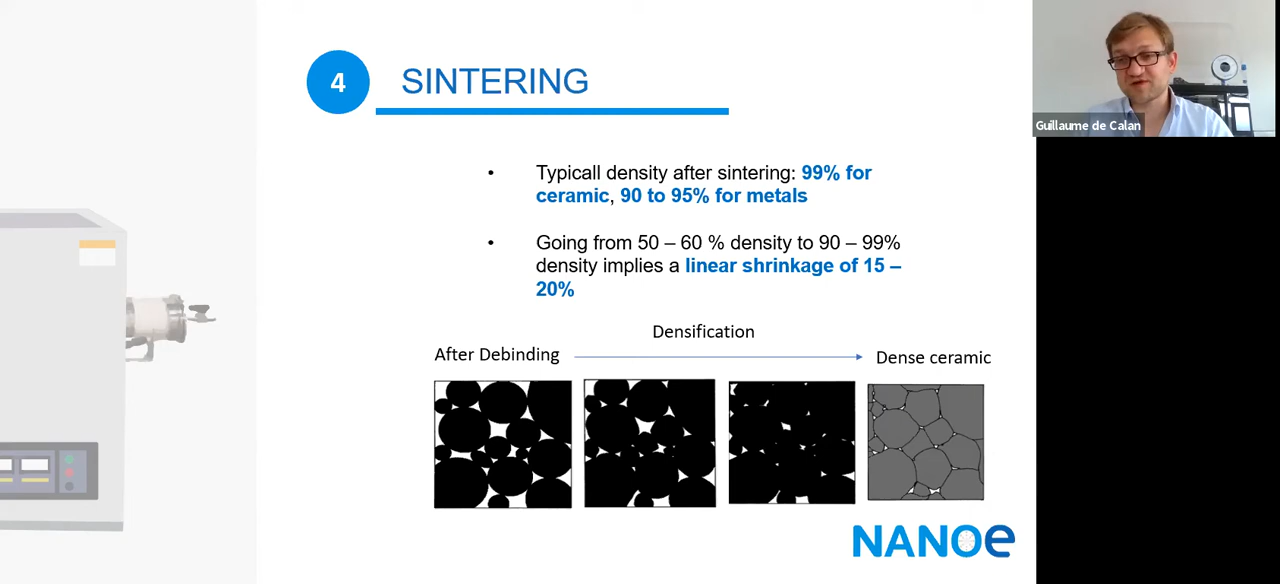 4
SINTERING
Guillaume de Calan
• Typicall density after sintering: 99% for
ceramic, 90 to 95% for metals
• Going from 50 – 60 % density to 90 – 99%
density implies a linear shrinkage of 15 –
20%
Densification
After Debinding
Dense ceramic
NANOe